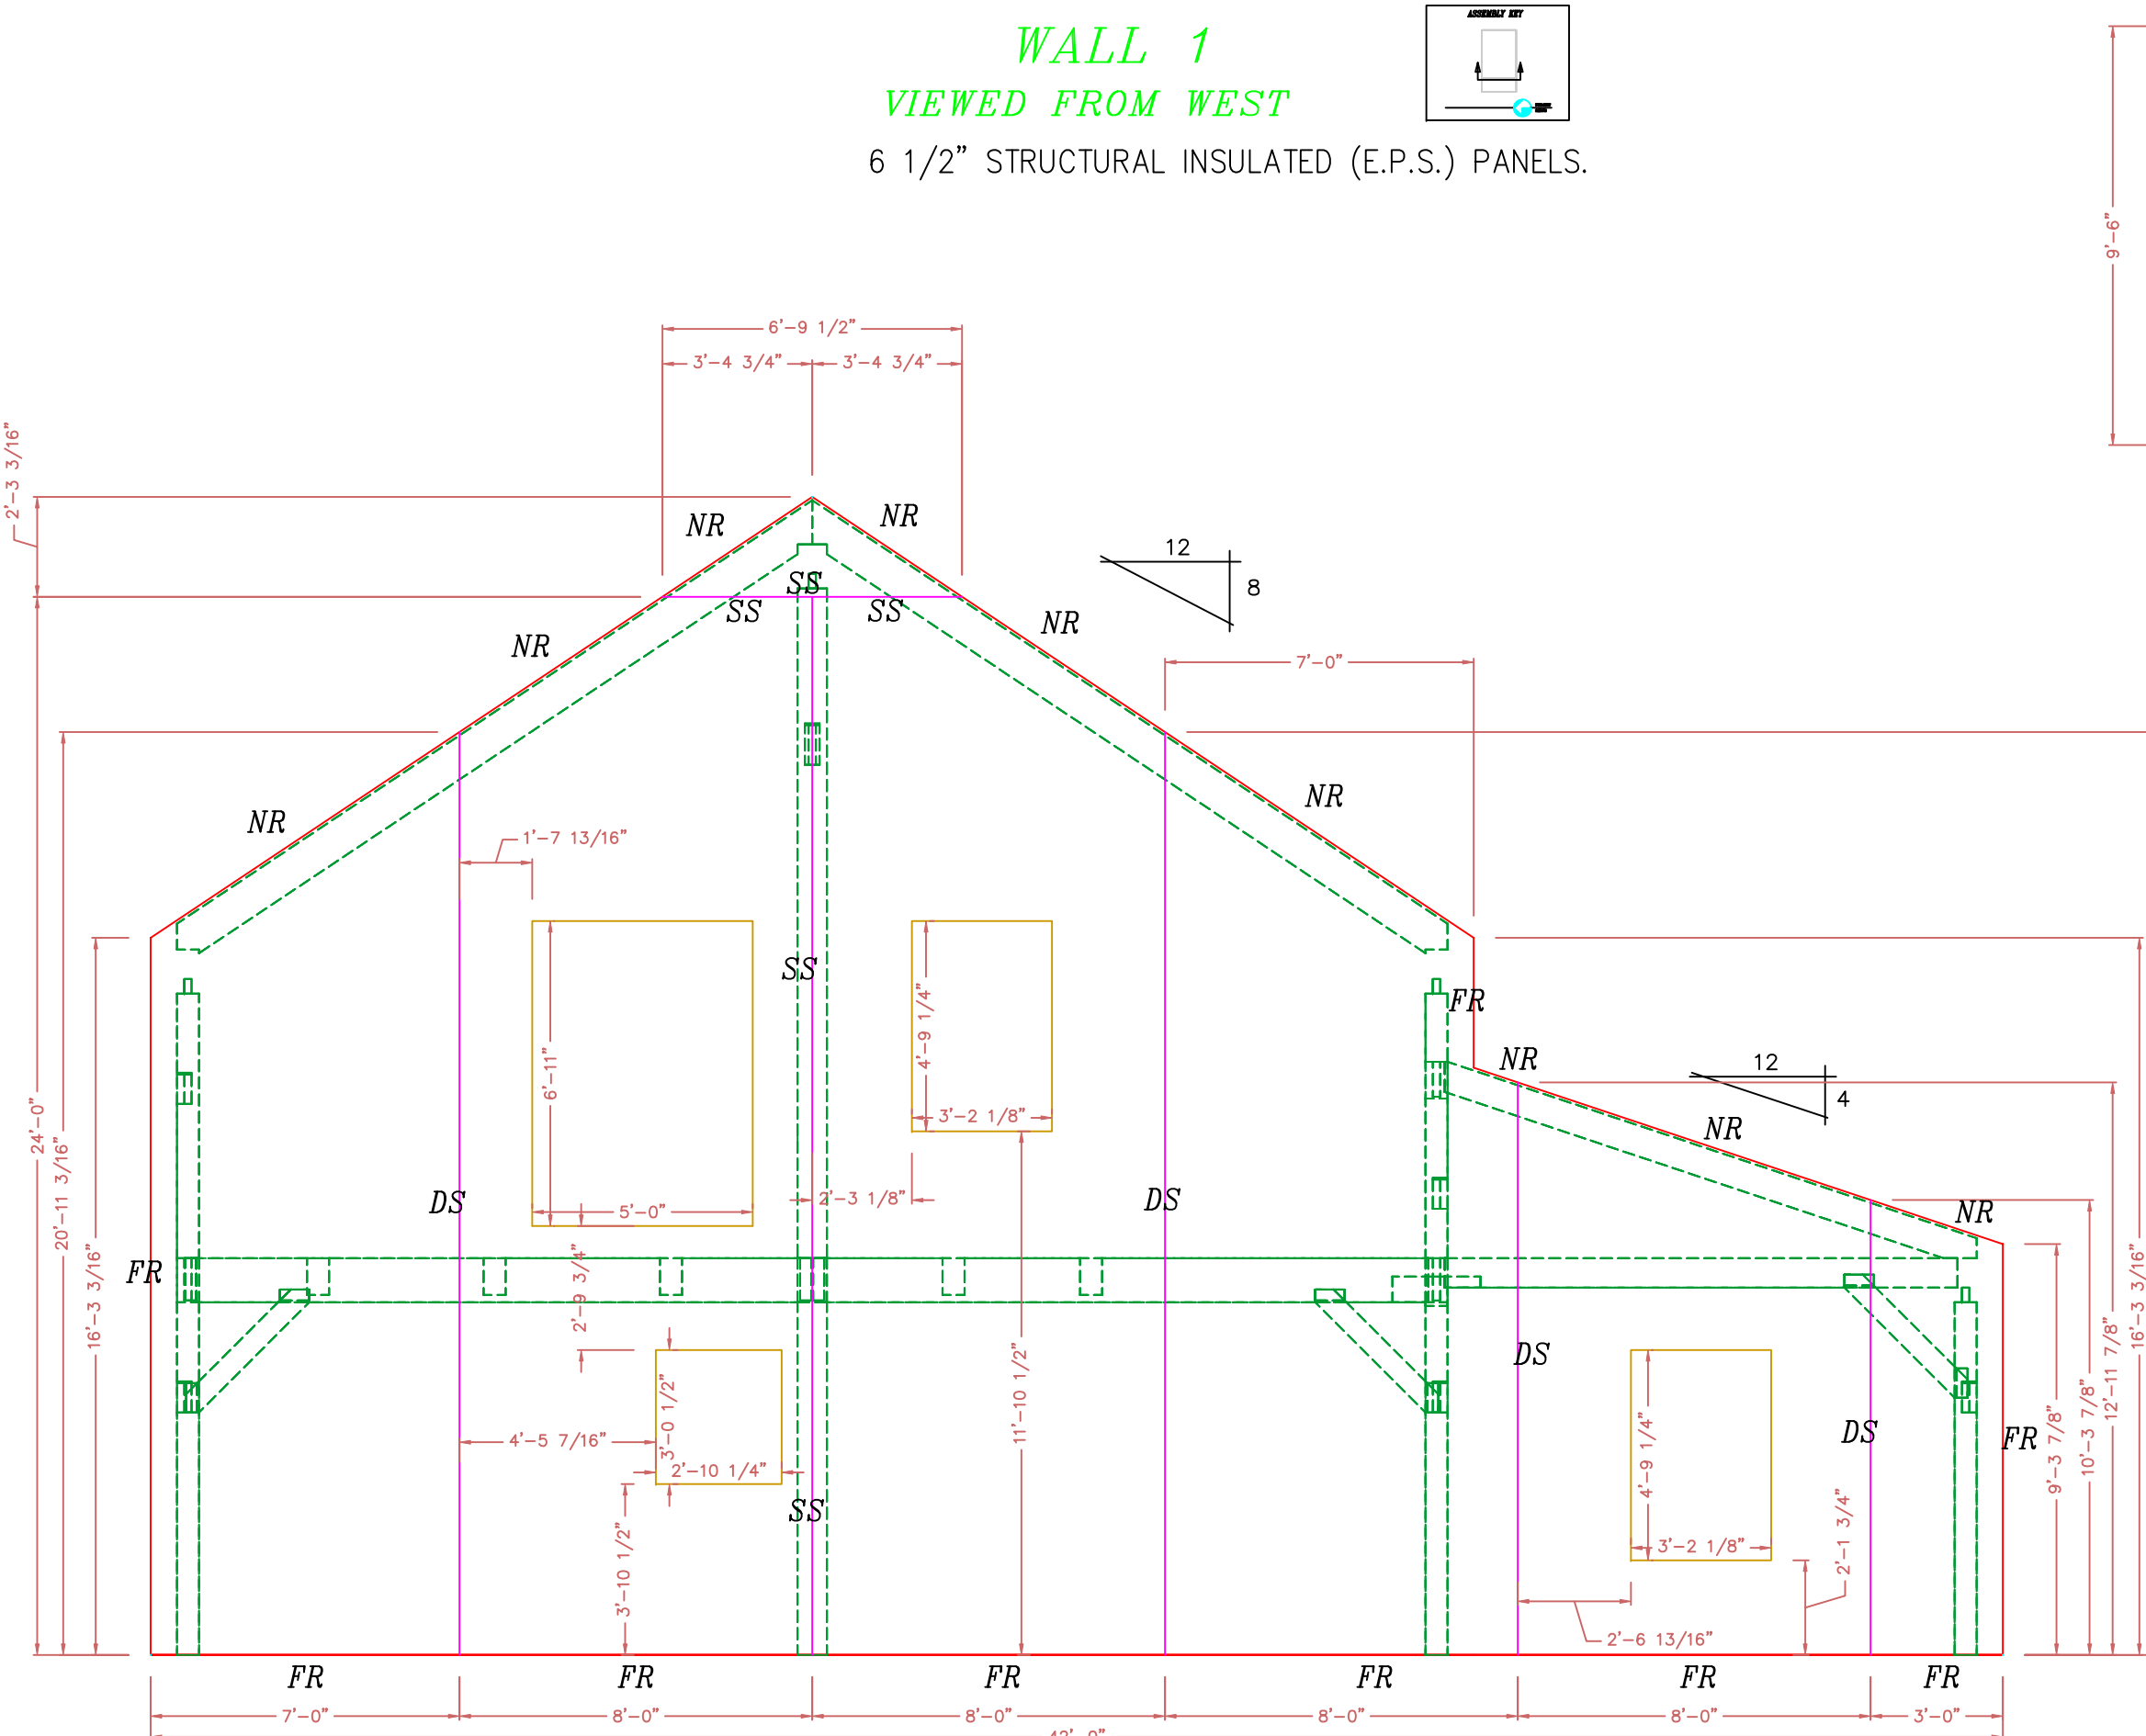 WALL 1
ASSEMBLY KEY
VIEWED FROM WEST
6 1/2" STRUCTURAL INSULATED (E.P.S.) PANELS.
9'-6"
6'-9 1/2"
3'-4 3/4" 3'-4 3/4"
2'-3 3/16"
NR NR
12
8
SS
SS SS
NR NR
7'-0"
NR NR
1'-7 13/16"
SS
FR
4'-9 1/4"
6'-11"
NR
12
4
3'-2 1/8"
NR
24'-0"
20'-11 3/16"
16'-3 3/16"
DS
5'-0"
2'-3 1/8"
DS
NR
FR
2'-9 3/4"
DS
11'-10 1/2"
3'-0 1/2"
4'-5 7/16"
2'-10 1/4"
SS
3'-10 1/2"
4'-9 1/4"
3'-2 1/8"
2'-1 3/4"
DS
FR
9'-3 7/8"
10'-3 7/8"
12'-11 7/8"
16'-3 3/16"
2'-6 13/16"
FR FR FR FR FR FR
7'-0" 8'-0" 8'-0" 8'-0" 8'-0" 3'-0"